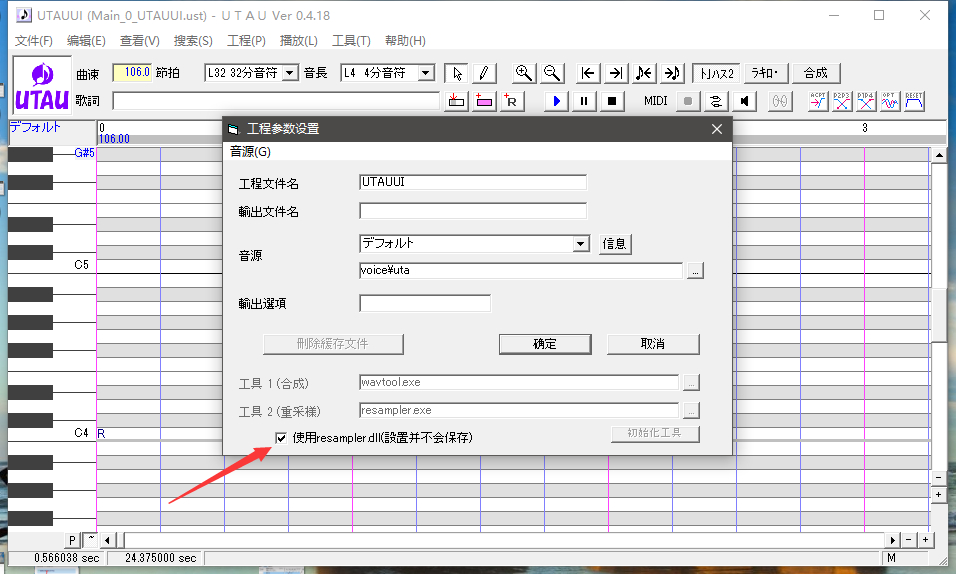 UTAUUI (Main_0_UTAUUI.ust) - U T A U Ver 0.4.18
文件(F) 编辑(E) 查看(V) 搜索(S) 工程(P) 播放(L) 工具(T) 帮助(H)
UTAU
曲速 106.0 節拍 L32 32分音符 音長 L4 4分音符 トﾉﾊｽ2 ﾗｷﾛ･ 合成
歌詞 R MIDI ACPT P2P3 P1P4 OPT RESET
デフォルト 0 3
106.00
G#5
C5
C4 R
工程参数设置
音源(G)
工程文件名 UTAUUI
輸出文件名
音源 デフォルト 信息
voice¥uta ...
輸出選項
刪除緩存文件 确定 取消
工具 1 (合成) wavtool.exe ...
工具 2 (重采樣) resampler.exe ...
使用resampler.dll(設置并不会保存) 初始化工具
P ~ - +
0.566038 sec 24.375000 sec M